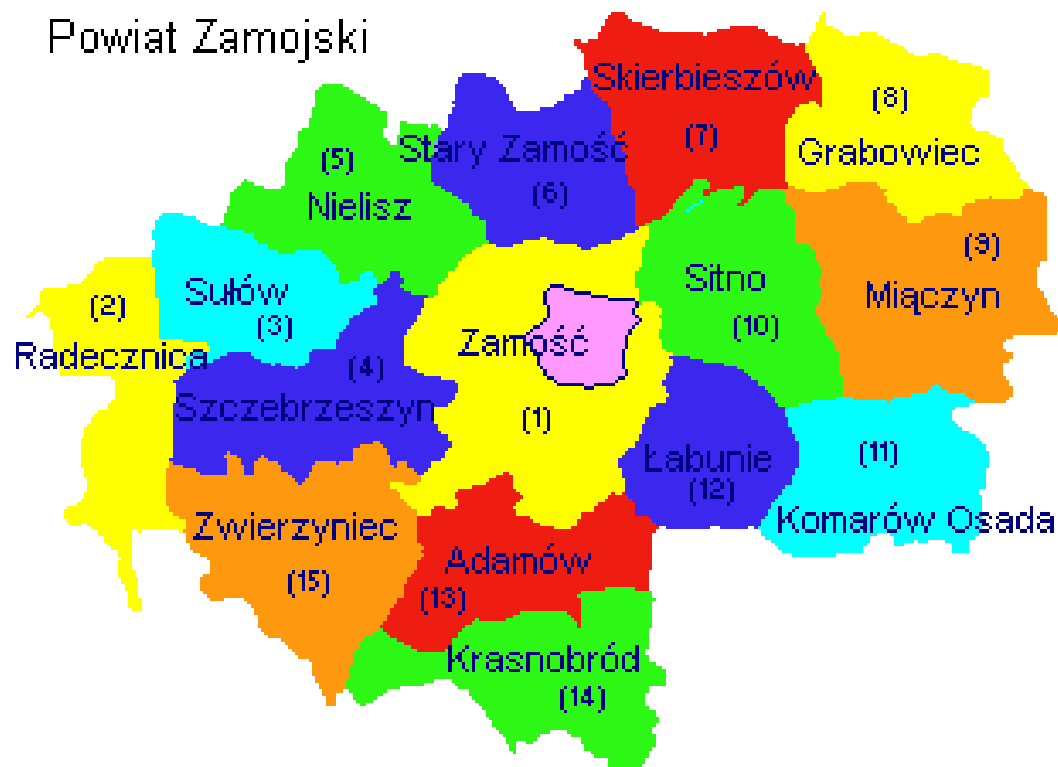 Powiat Zamojski
Skierbieszów
(7)
(8)
Grabowiec
(5)
Nielisz
Stary Zamość
(6)
(9)
Miączyn
Sitno
(10)
(2)
Radecznica
Sułów
(3)
(4)
Szczebrzeszyn
Zamość
(1)
Łabunie
(12)
(11)
Komarów Osada
Zwierzyniec
(15)
Adamów
(13)
Krasnobród
(14)